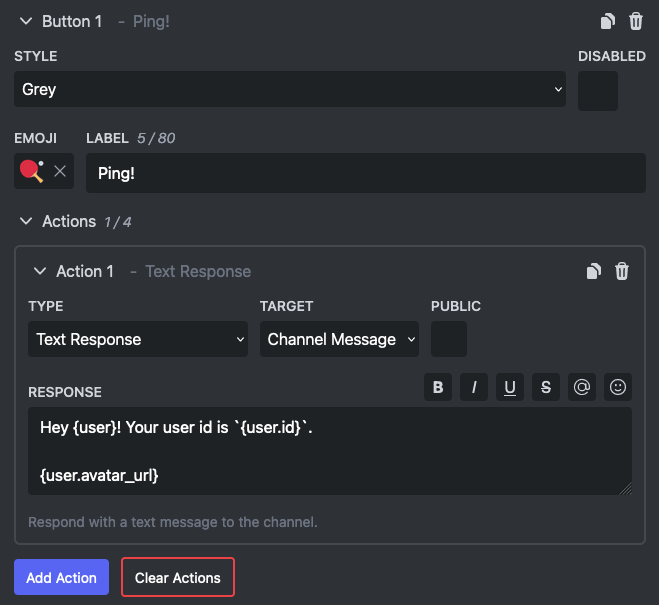 Button 1 - Ping!
STYLE DISABLED
Grey
EMOJI LABEL 5 / 80
Ping!
Actions 1 / 4
Action 1 - Text Response
TYPE TARGET PUBLIC
Text Response Channel Message
RESPONSE B I U S @
Hey {user}! Your user id is `{user.id}`.
{user.avatar_url}
Respond with a text message to the channel.
Add Action Clear Actions